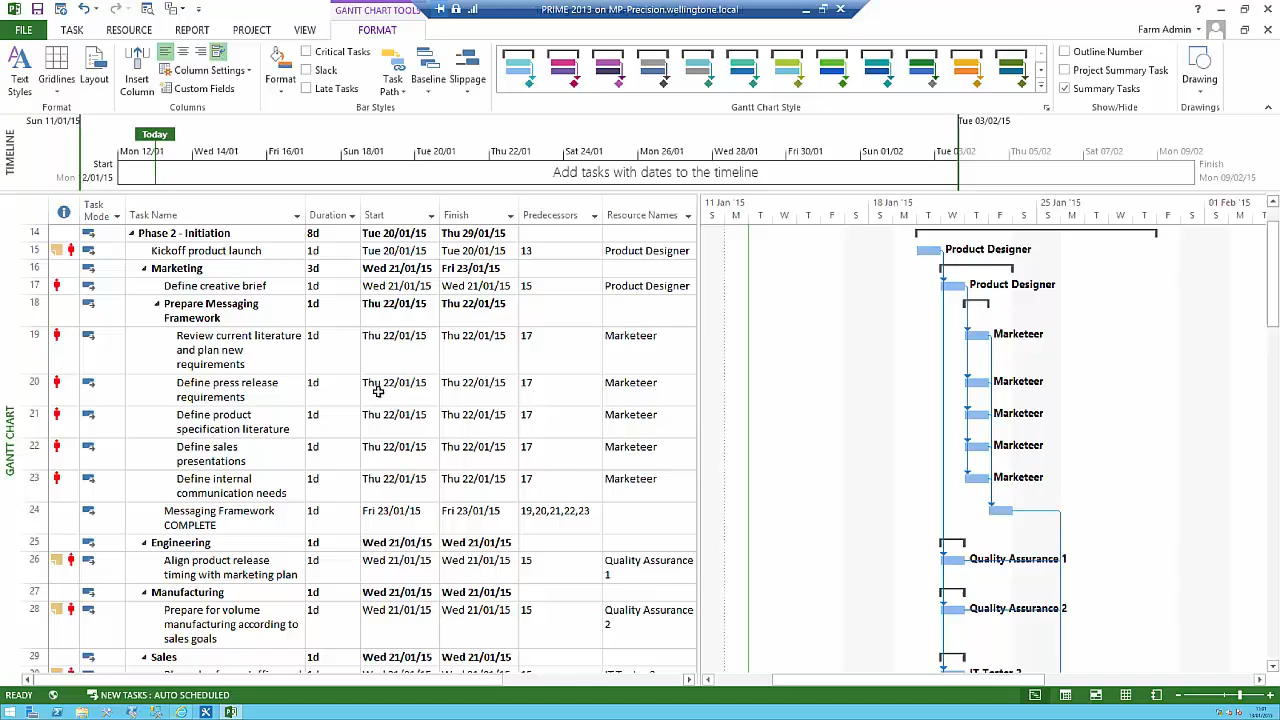 GANTT CHART TOOLS
PRIME 2013 on MP-Precision.wellingtone.local
FILE TASK RESOURCE REPORT PROJECT VIEW FORMAT Farm Admin
Text Styles
Gridlines
Layout
Format
Insert Column
Column Settings
Custom Fields
Columns
Format
Critical Tasks
Slack
Late Tasks
Task Path
Baseline
Slippage
Bar Styles
Gantt Chart Style
Outline Number
Project Summary Task
Summary Tasks
Show/Hide
Drawing
Drawings
TIMELINE
Sun 11/01/15 Tue 03/02/15
Today
Mon 12/01 Wed 14/01 Fri 16/01 Sun 18/01 Tue 20/01 Thu 22/01 Sat 24/01 Mon 26/01 Wed 28/01 Fri 30/01 Sun 01/02 Tue 03/02 Thu 05/02 Sat 07/02 Mon 09/02
Start
Mon 12/01/15
Add tasks with dates to the timeline
Finish
Mon 09/02/15
GANTT CHART
Task Mode Task Name Duration Start Finish Predecessors Resource Names
11 Jan '15 18 Jan '15 25 Jan '15 01 Feb '15
S M T W T F S S M T W T F S S M T W T F S S M T
14 Phase 2 - Initiation 8d Tue 20/01/15 Thu 29/01/15
15 Kickoff product launch 1d Tue 20/01/15 Tue 20/01/15 13 Product Designer Product Designer
16 Marketing 3d Wed 21/01/15 Fri 23/01/15
17 Define creative brief 1d Wed 21/01/15 Wed 21/01/15 15 Product Designer Product Designer
18 Prepare Messaging 1d Thu 22/01/15 Thu 22/01/15
Framework
19 Review current literature 1d Thu 22/01/15 Thu 22/01/15 17 Marketeer Marketeer
and plan new
requirements
20 Define press release 1d Thu 22/01/15 Thu 22/01/15 17 Marketeer Marketeer
requirements
21 Define product 1d Thu 22/01/15 Thu 22/01/15 17 Marketeer Marketeer
specification literature
22 Define sales 1d Thu 22/01/15 Thu 22/01/15 17 Marketeer Marketeer
presentations
23 Define internal 1d Thu 22/01/15 Thu 22/01/15 17 Marketeer Marketeer
communication needs
24 Messaging Framework 1d Fri 23/01/15 Fri 23/01/15 19,20,21,22,23
COMPLETE
25 Engineering 1d Wed 21/01/15 Wed 21/01/15
26 Align product release 1d Wed 21/01/15 Wed 21/01/15 15 Quality Assurance Quality Assurance 1
timing with marketing plan 1
27 Manufacturing 1d Wed 21/01/15 Wed 21/01/15
28 Prepare for volume 1d Wed 21/01/15 Wed 21/01/15 15 Quality Assurance Quality Assurance 2
manufacturing according to 2
sales goals
29 Sales 1d Wed 21/01/15 Wed 21/01/15
READY NEW TASKS : AUTO SCHEDULED
11:01
13/01/2015